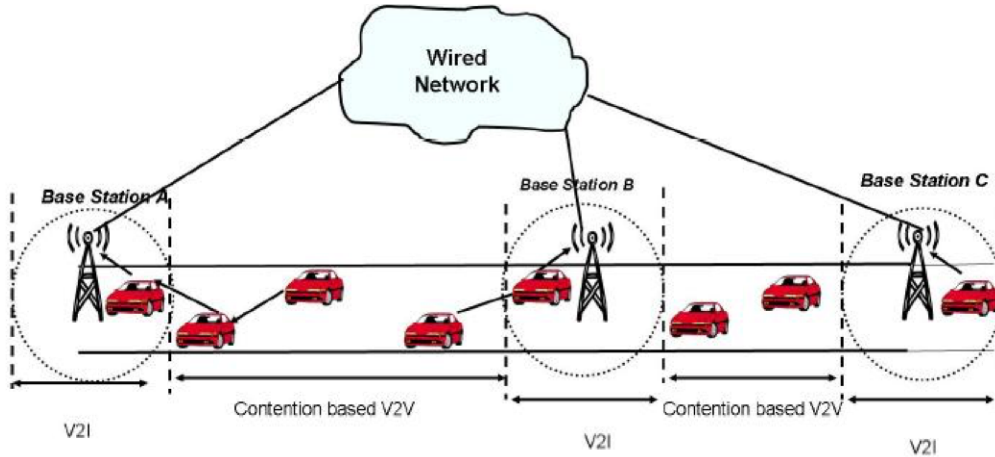 Wired
Network
Base Station A
Base Station B
Base Station C
Contention based V2V
Contention based V2V
V2I
V2I
V2I